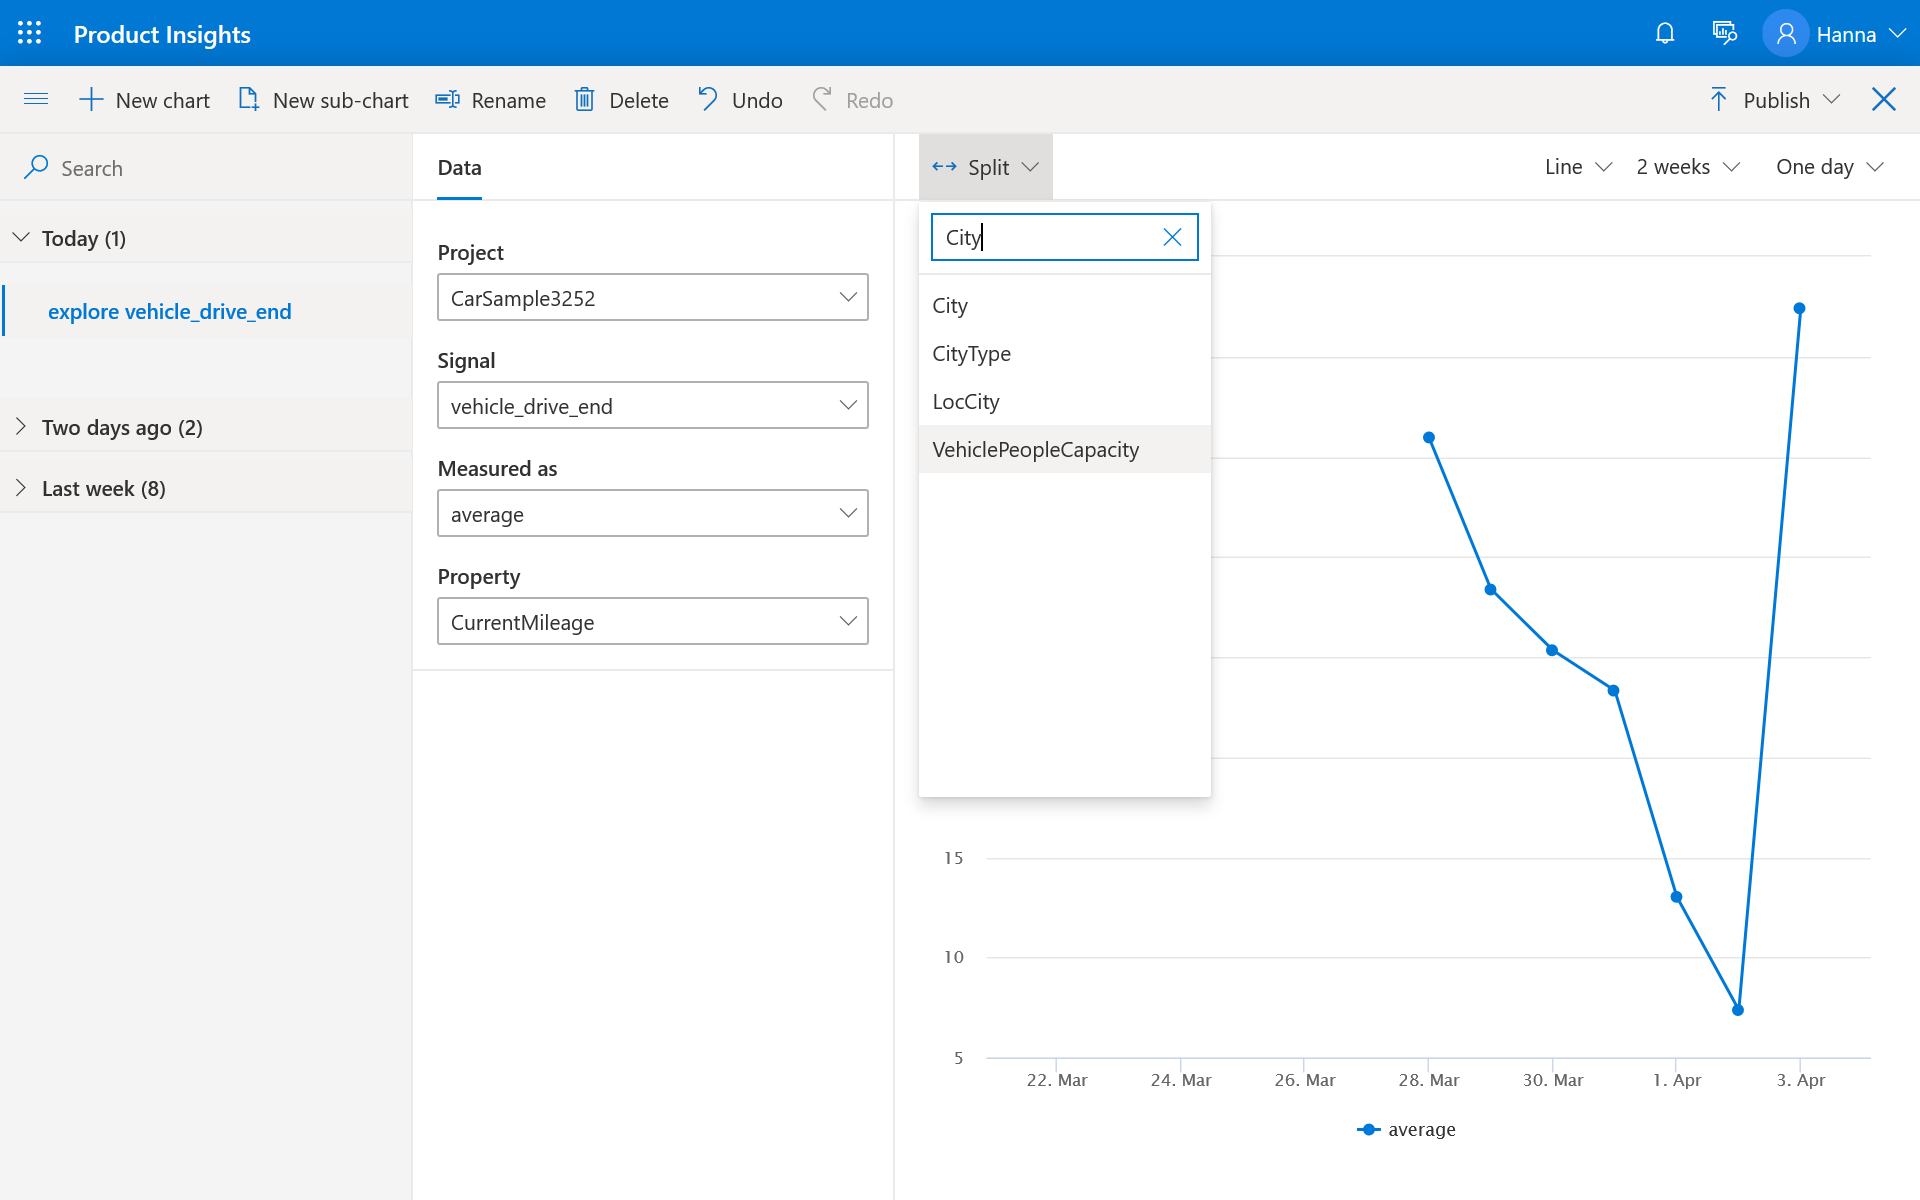 Product Insights
Hanna
New chart
New sub-chart
Rename
Delete
Undo
Redo
Publish
Search
Today (1)
explore vehicle_drive_end
Two days ago (2)
Last week (8)
Data
Project
CarSample3252
Signal
vehicle_drive_end
Measured as
average
Property
CurrentMileage
Split
Line
2 weeks
One day
City
City
CityType
LocCity
VehiclePeopleCapacity
15
10
5
22. Mar
24. Mar
26. Mar
28. Mar
30. Mar
1. Apr
3. Apr
average